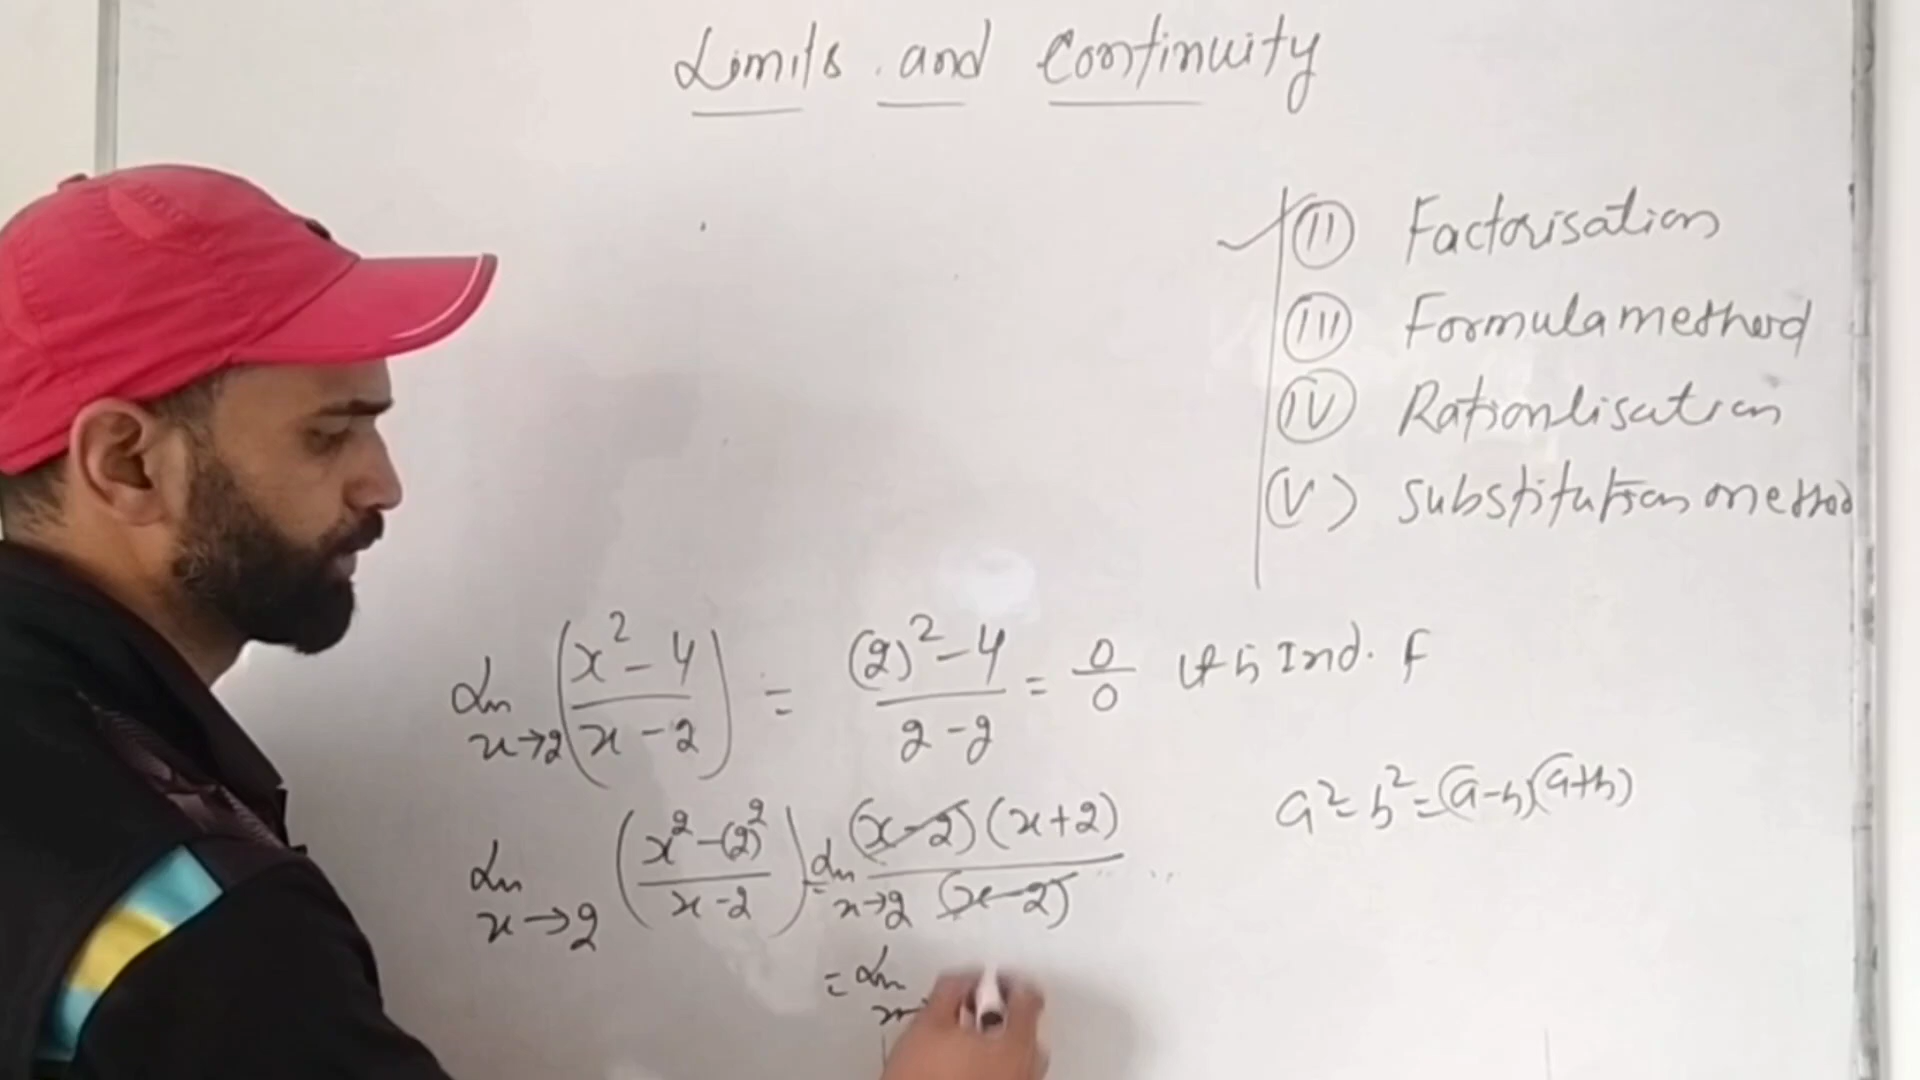 Limits and Continuity
(II) Factorisation
(III) Formula method
(IV) Rationlisation
(V) Substitution method
Lim x→2 (x² - 4 / x - 2) = (2)² - 4 / 2 - 2 = 0/0 Ind. F
a² - b² = (a-b)(a+b)
Lim x→2 (x² - (2)² / x - 2) = Lim x→2 (x-2)(x+2) / (x-2)
= Lim